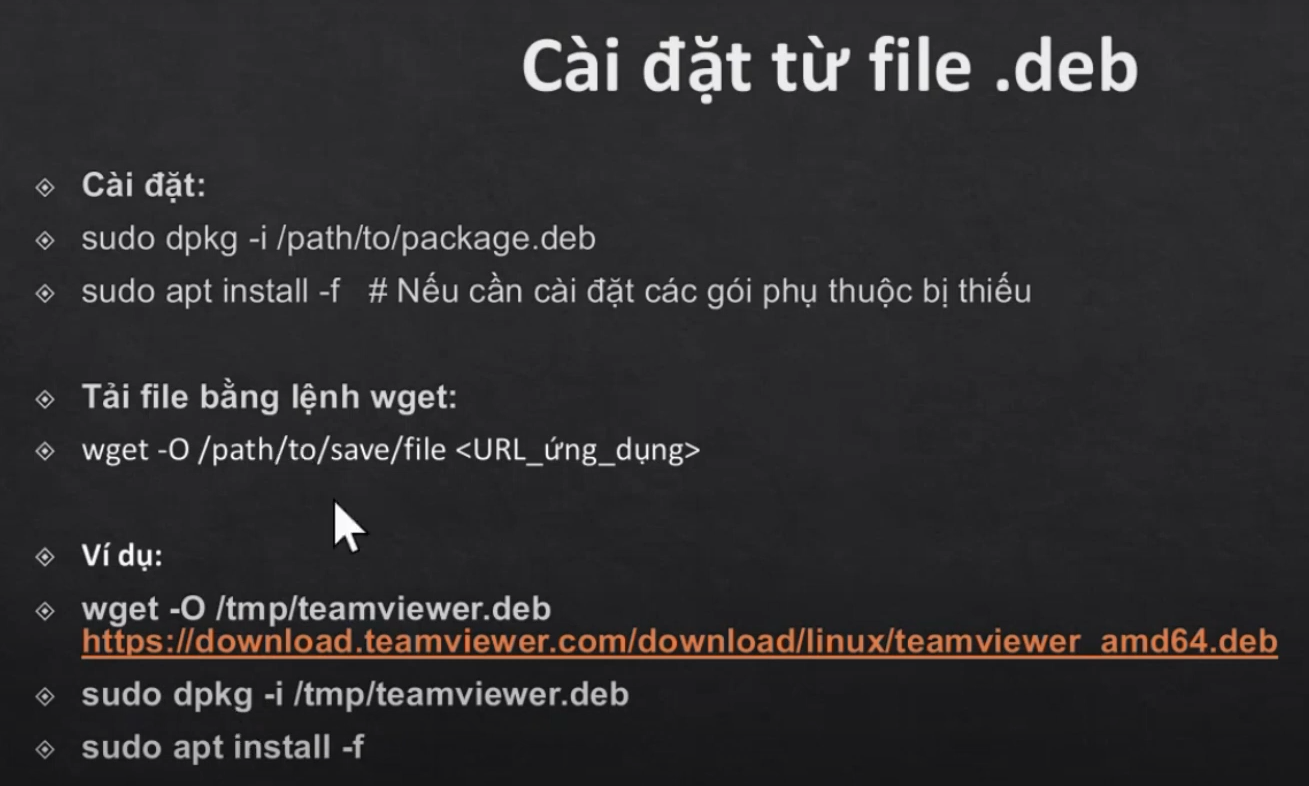 Cài đặt từ file .deb
Cài đặt:
sudo dpkg -i /path/to/package.deb
sudo apt install -f # Nếu cần cài đặt các gói phụ thuộc bị thiếu
Tải file bằng lệnh wget:
wget -O /path/to/save/file <URL_ứng_dụng>
Ví dụ:
wget -O /tmp/teamviewer.deb
https://download.teamviewer.com/download/linux/teamviewer_amd64.deb
sudo dpkg -i /tmp/teamviewer.deb
sudo apt install -f